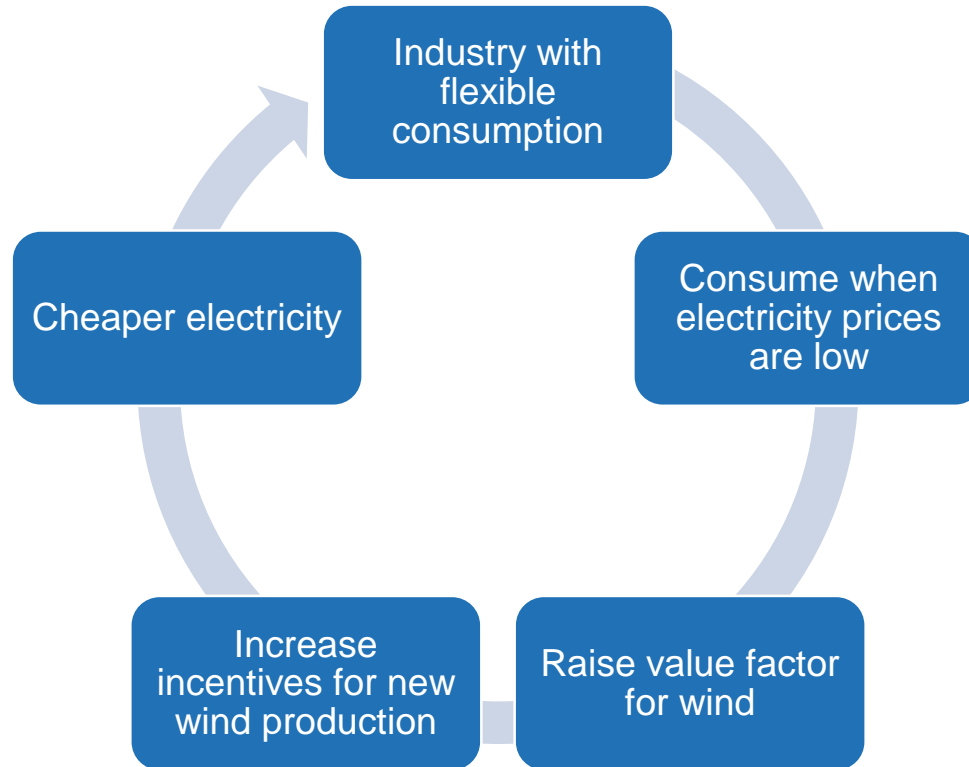 Industry with
flexible
consumption
Consume when
electricity prices
are low
Raise value factor
for wind
Increase
incentives for new
wind production
Cheaper electricity